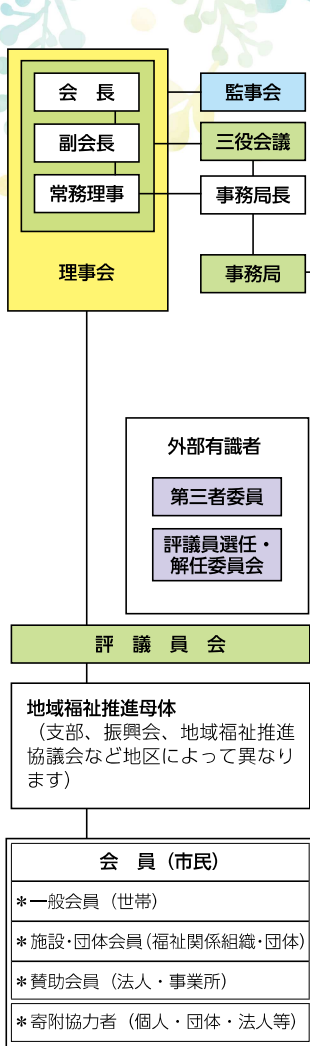 会 長
監事会
副会長
三役会議
常務理事
事務局長
理事会
事務局
外部有識者
第三者委員
評議員選任・
解任委員会
評 議 員 会
地域福祉推進母体
(支部、振興会、地域福祉推進
協議会など地区によって異なり
ます)
会 員(市民)
*一般会員(世帯)
*施設・団体会員(福祉関係組織・団体)
*賛助会員(法人・事業所)
*寄附協力者(個人・団体・法人等)